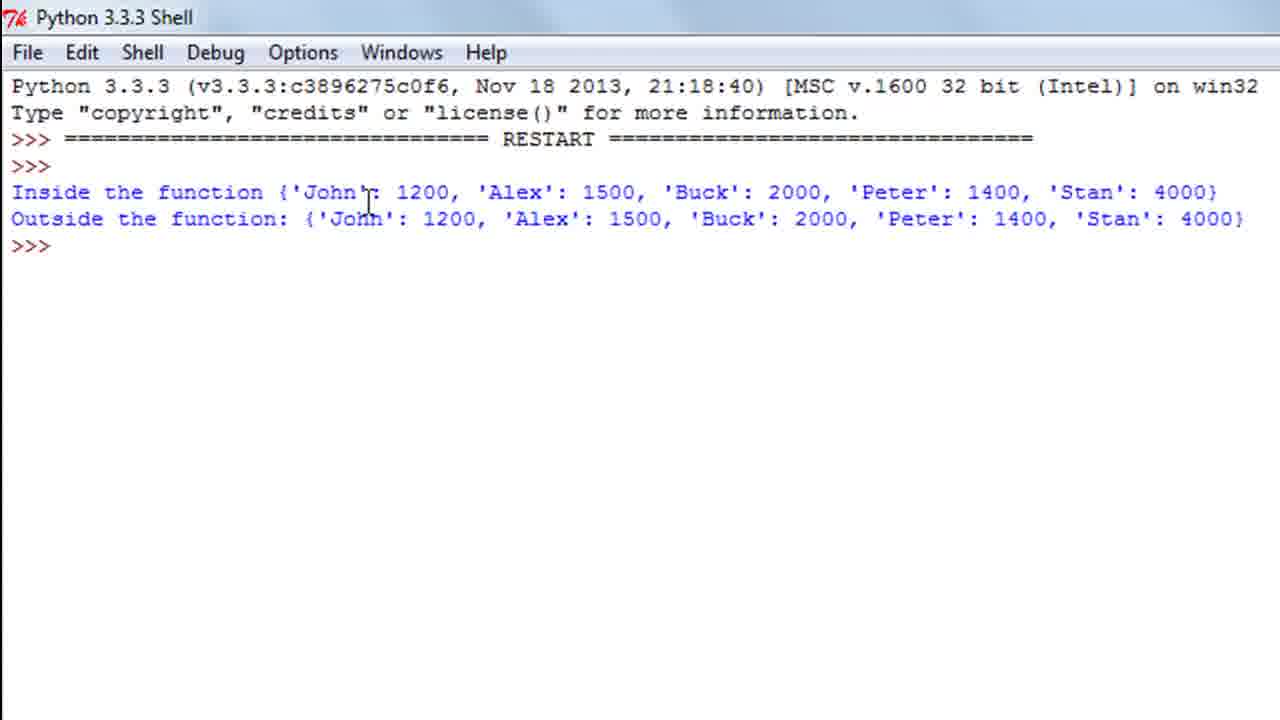 Python 3.3.3 Shell
File Edit Shell Debug Options Windows Help
Python 3.3.3 (v3.3.3:c3896275c0f6, Nov 18 2013, 21:18:40) [MSC v.1600 32 bit (Intel)] on win32
Type "copyright", "credits" or "license()" for more information.
>>> ================================ RESTART ================================
>>>
Inside the function {'John': 1200, 'Alex': 1500, 'Buck': 2000, 'Peter': 1400, 'Stan': 4000}
Outside the function: {'John': 1200, 'Alex': 1500, 'Buck': 2000, 'Peter': 1400, 'Stan': 4000}
>>>